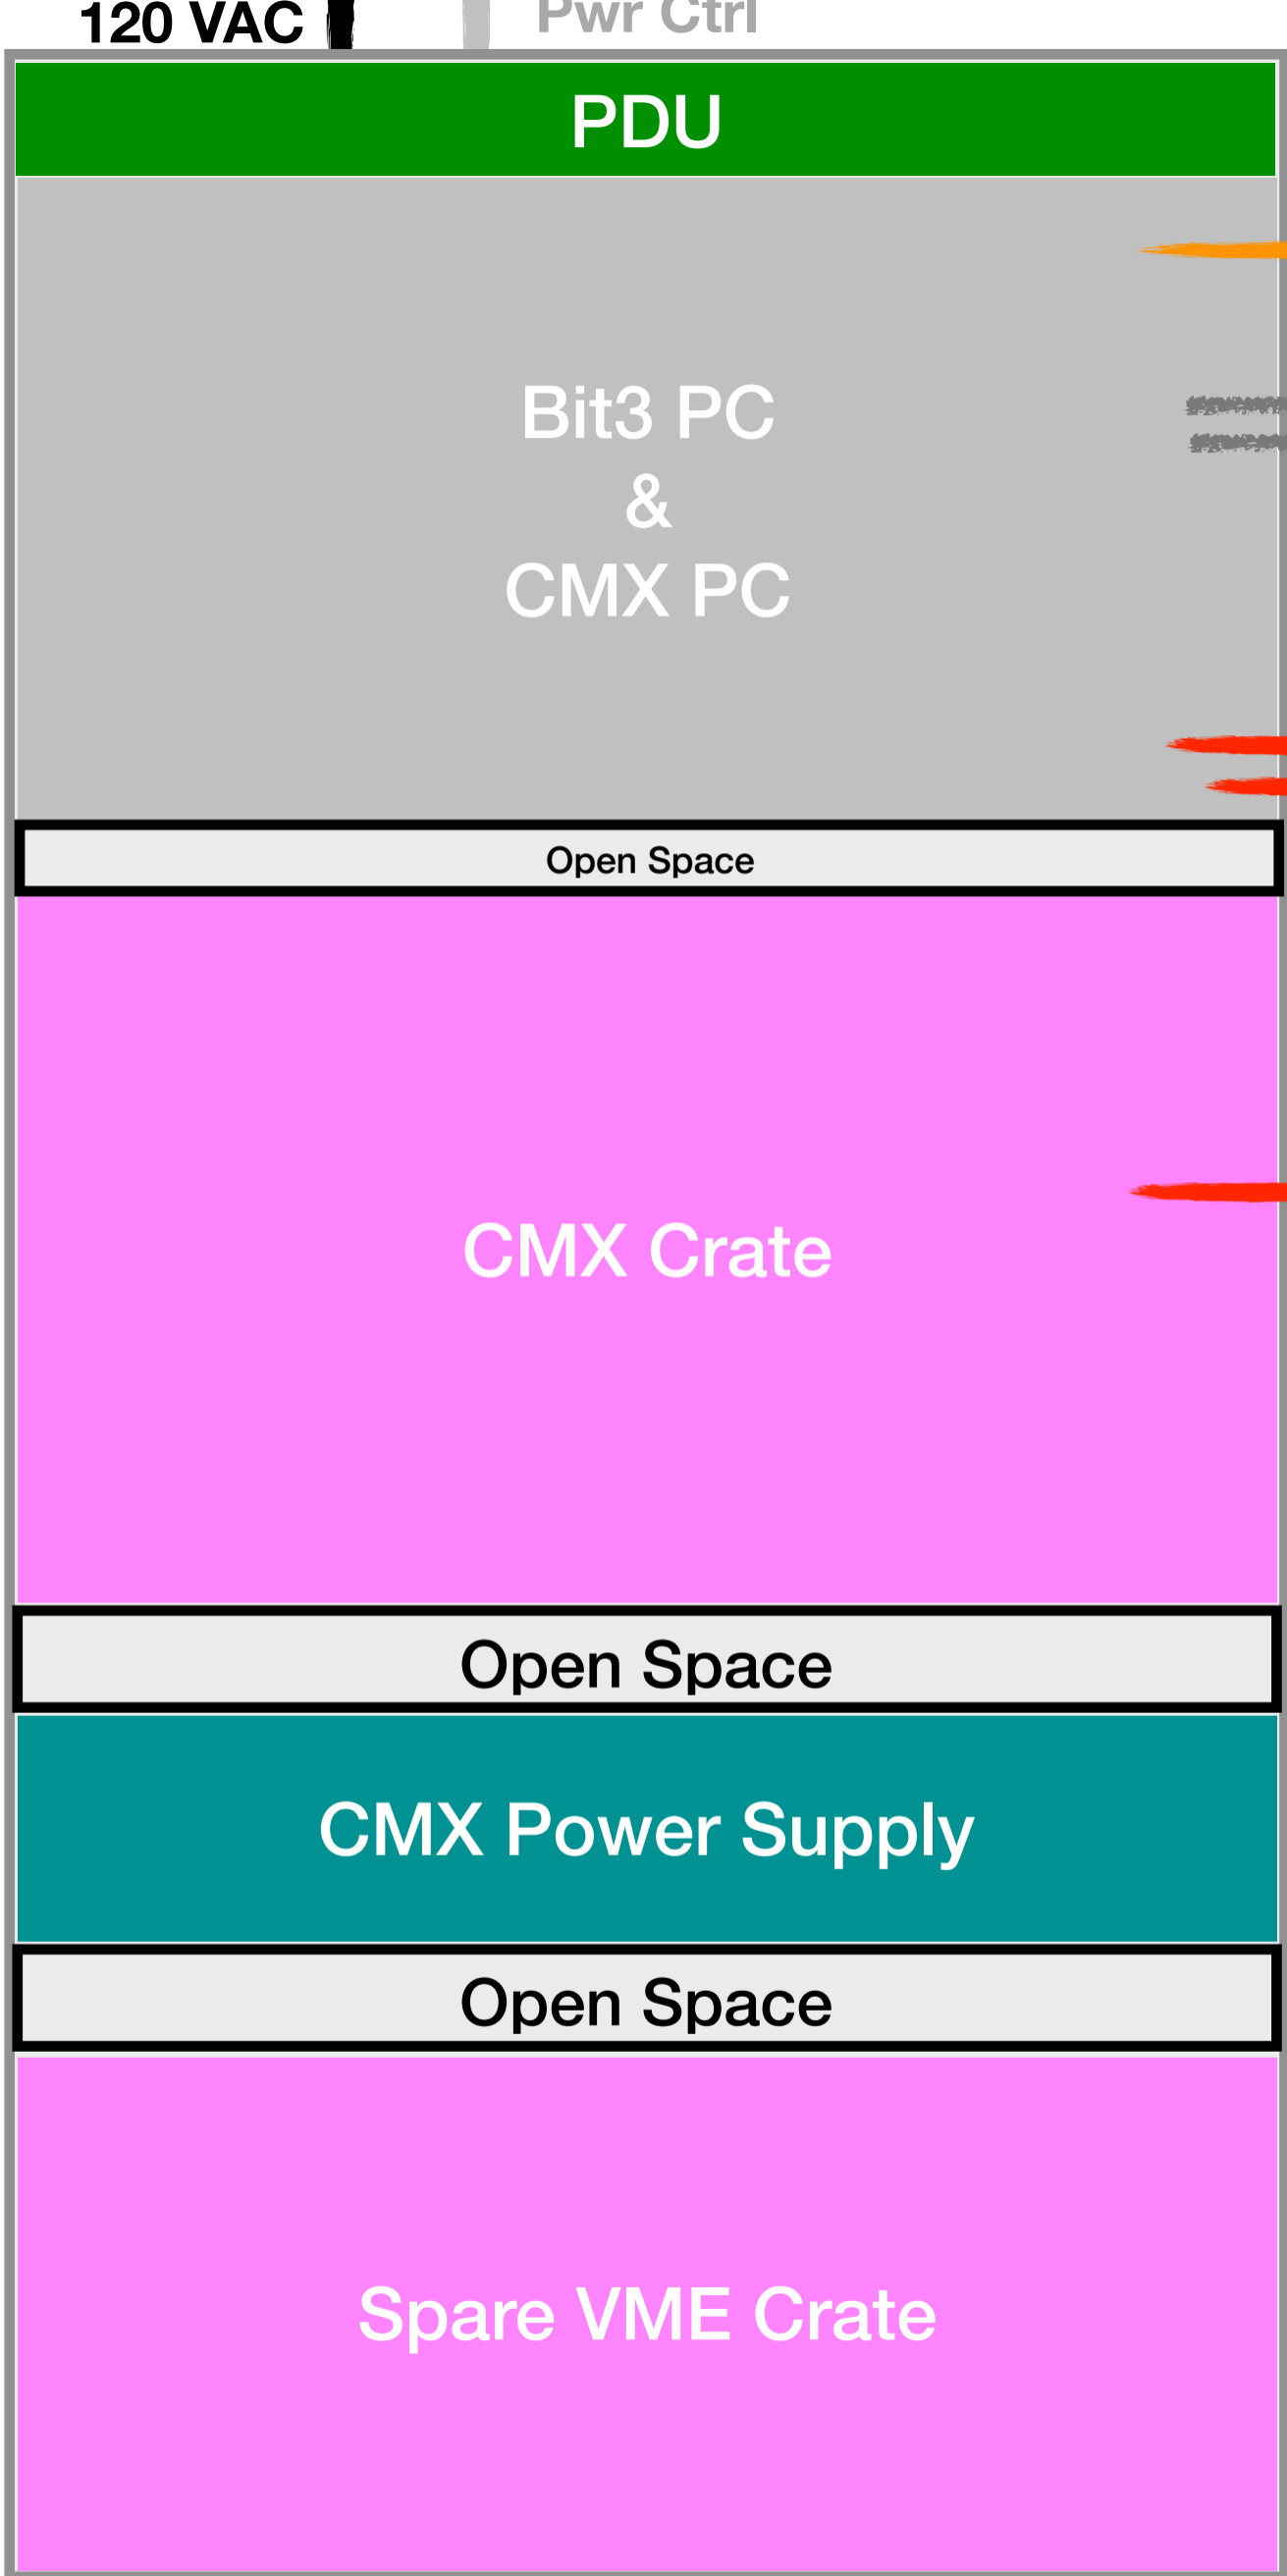 120 VAC
Pwr Ctrl
PDU
Bit3 PC
&
CMX PC
Open Space
CMX Crate
Open Space
CMX Power Supply
Open Space
Spare VME Crate